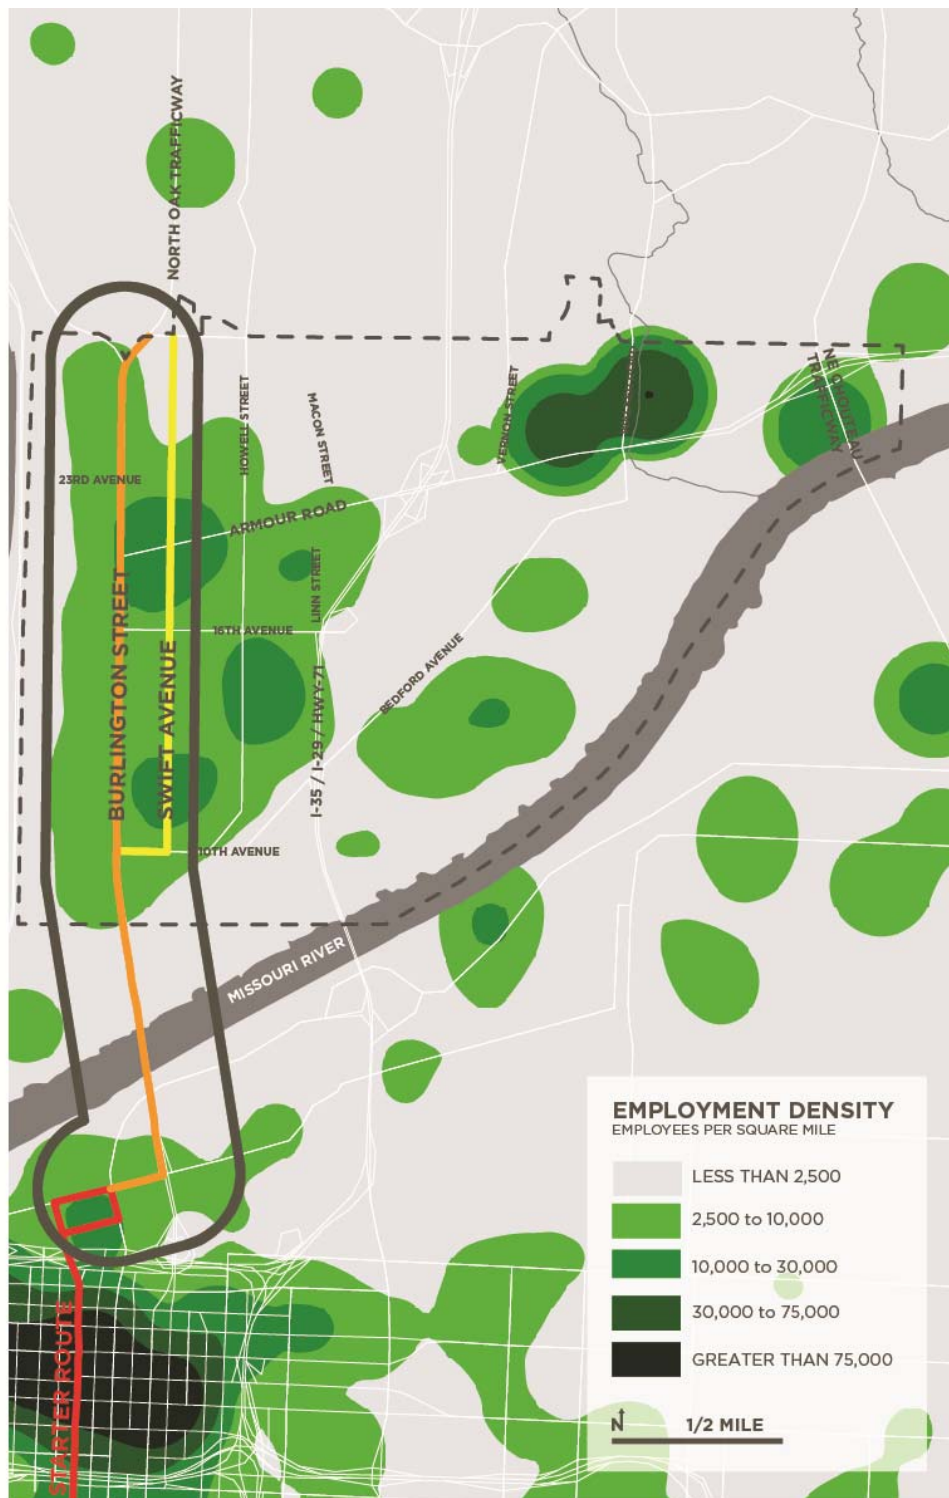 NORTH OAK TRAFFICWAY
HOWELL STREET
MACON STREET
VERNON STREET
NE CHOUTEAU
TRAFFICWAY
23RD AVENUE
ARMOUR ROAD
LINN STREET
BURLINGTON STREET
SWIFT AVENUE
16TH AVENUE
BEDFORD AVENUE
I-35 / I-29 / HWY-71
10TH AVENUE
MISSOURI RIVER
STARTER ROUTE
EMPLOYMENT DENSITY
EMPLOYEES PER SQUARE MILE
LESS THAN 2,500
2,500 to 10,000
10,000 to 30,000
30,000 to 75,000
GREATER THAN 75,000
N
1/2 MILE